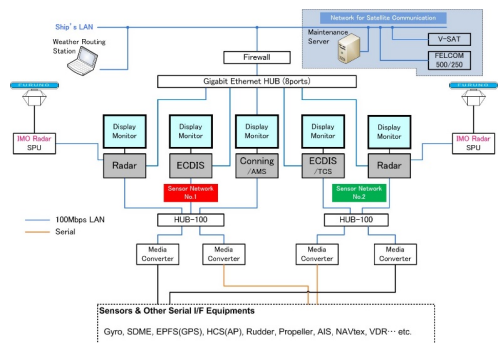 Network for Satellite Communication
Ship's LAN
Maintenance
Server
V-SAT
FELCOM
500/250
Weather Routing
Station
Firewall
Gigabit Ethernet HUB (8ports)
FURUNO
FURUNO
Display
Monitor
Display
Monitor
Display
Monitor
Display
Monitor
Display
Monitor
IMO Radar
SPU
IMO Radar
SPU
Radar
ECDIS
Conning
/AMS
ECDIS
/TCS
Radar
Sensor Network
No.1
Sensor Network
No.2
100Mbps LAN
Serial
HUB-100
HUB-100
Media
Converter
Media
Converter
Media
Converter
Media
Converter
Sensors & Other Serial I/F Equipments
Gyro, SDME, EPFS(GPS), HCS(AP), Rudder, Propeller, AIS, NAVtex, VDR… etc.